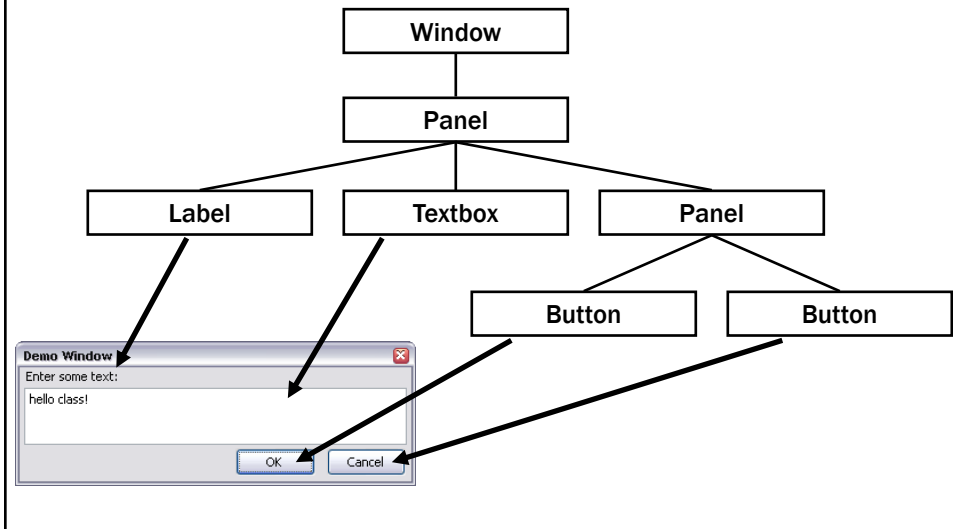 Window
Panel
Label Textbox Panel
Button Button
Demo Window
Enter some text:
hello class!
OK Cancel